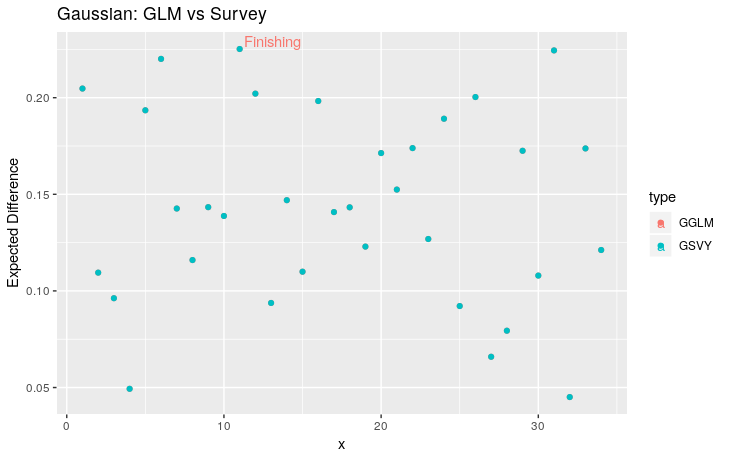 Gaussian: GLM vs Survey
Finishing
0.20
0.15
0.10
0.05
Expected Difference
0
10
20
30
x
type
a GGLM
a GSVY